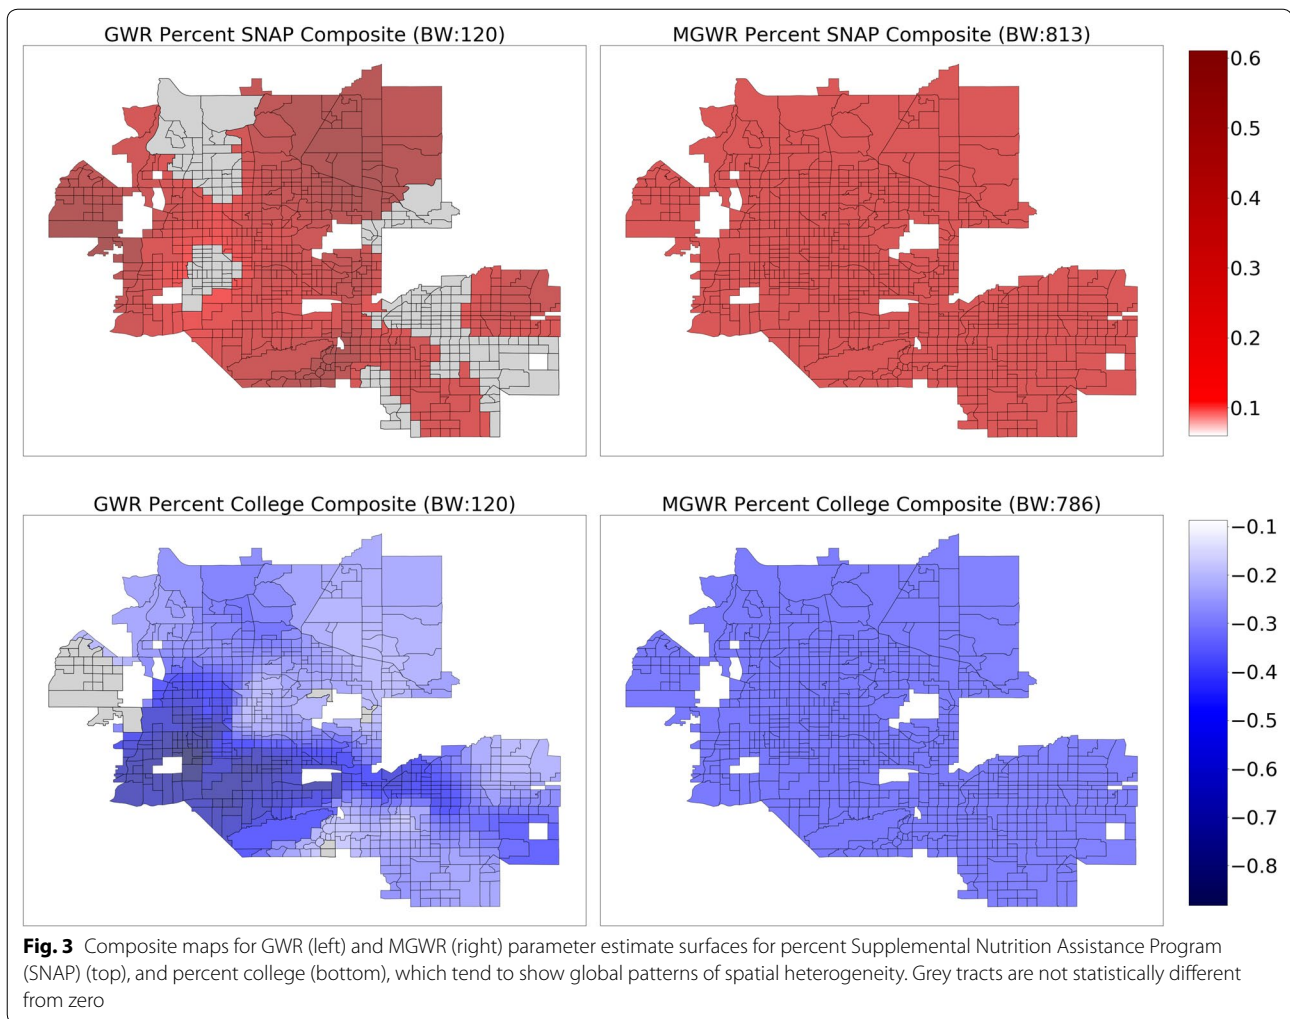 GWR Percent SNAP Composite (BW:120)
MGWR Percent SNAP Composite (BW:813)
0.6
0.5
0.4
0.3
0.2
0.1
GWR Percent College Composite (BW:120)
MGWR Percent College Composite (BW:786)
−0.1
−0.2
−0.3
−0.4
−0.5
−0.6
−0.7
−0.8
Fig. 3 Composite maps for GWR (left) and MGWR (right) parameter estimate surfaces for percent Supplemental Nutrition Assistance Program
(SNAP) (top), and percent college (bottom), which tend to show global patterns of spatial heterogeneity. Grey tracts are not statistically different
from zero